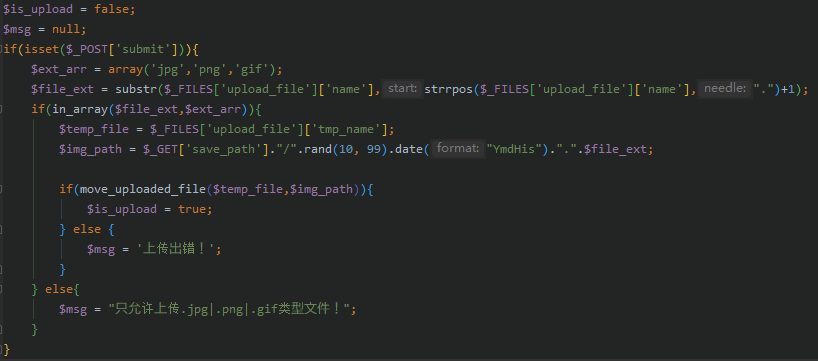 $is_upload = false;
$msg = null;
if(isset($_POST['submit'])){
$ext_arr = array('jpg','png','gif');
$file_ext = substr($_FILES['upload_file']['name'], start: strrpos($_FILES['upload_file']['name'], needle: ".")+1);
if(in_array($file_ext,$ext_arr)){
$temp_file = $_FILES['upload_file']['tmp_name'];
$img_path = $_GET['save_path']."/".rand(10, 99).date( format: "YmdHis").".".$file_ext;
if(move_uploaded_file($temp_file,$img_path)){
$is_upload = true;
} else {
$msg = '上传出错！';
}
} else{
$msg = "只允许上传.jpg|.png|.gif类型文件！";
}
}